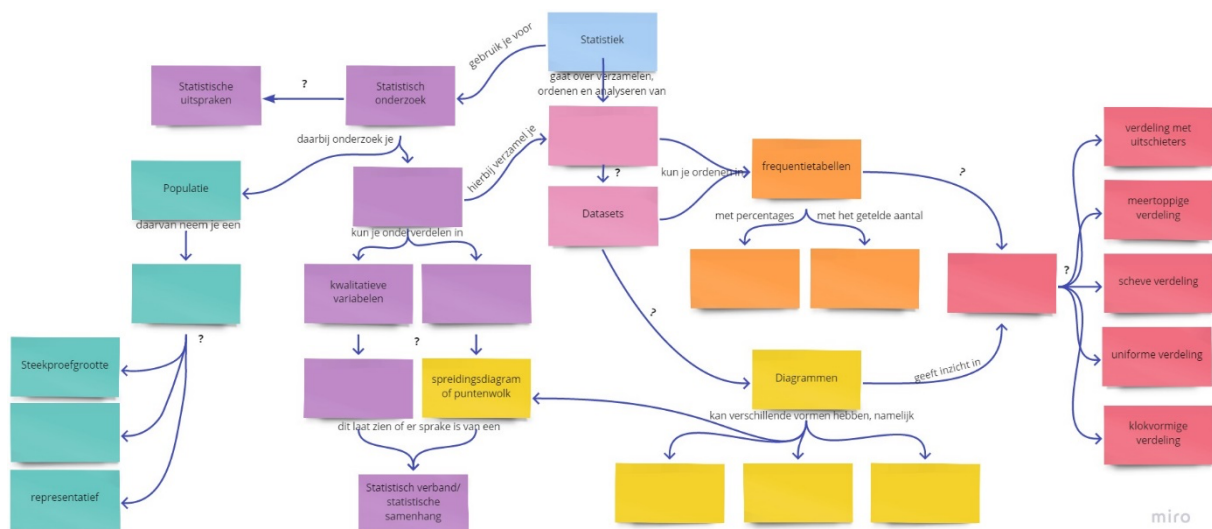 Statistiek
gebruik je voor
gaat over verzamelen,
ordenen en analyseren van
Statistische
uitspraken
?
Statistisch
onderzoek
daarbij onderzoek je
hierbij verzamel je
?
kun je ordenen in
frequentietabellen
?
verdeling met
uitschieters
Populatie
daarvan neem je een
kun je onderverdelen in
Datasets
met percentages
met het getelde aantal
meertoppige
verdeling
?
scheve verdeling
kwalitatieve
variabelen
?
?
?
uniforme verdeling
Steekproefgrootte
spreidingsdiagram
of puntenwolk
Diagrammen
geeft inzicht in
kan verschillende vormen hebben, namelijk
dit laat zien of er sprake is van een
klokvormige
verdeling
representatief
Statistisch verband/
statistische
samenhang
miro